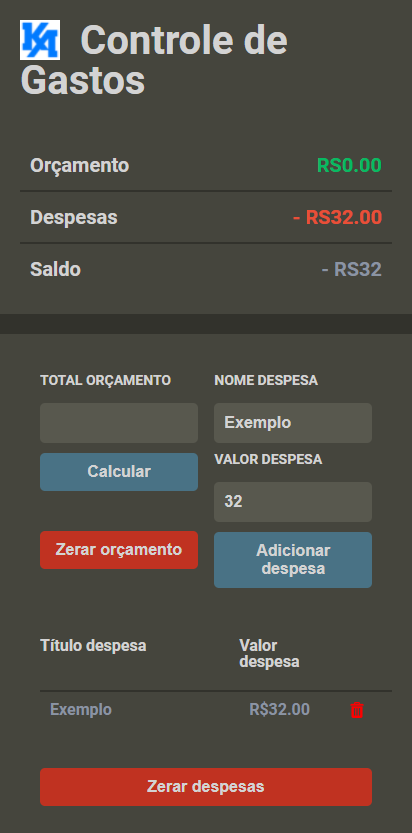 KA Controle de
Gastos
Orçamento RS0.00
Despesas - RS32.00
Saldo - RS32
TOTAL ORÇAMENTO NOME DESPESA
Exemplo
Calcular VALOR DESPESA
32
Zerar orçamento Adicionar
despesa
Título despesa Valor
despesa
Exemplo R$32.00
Zerar despesas